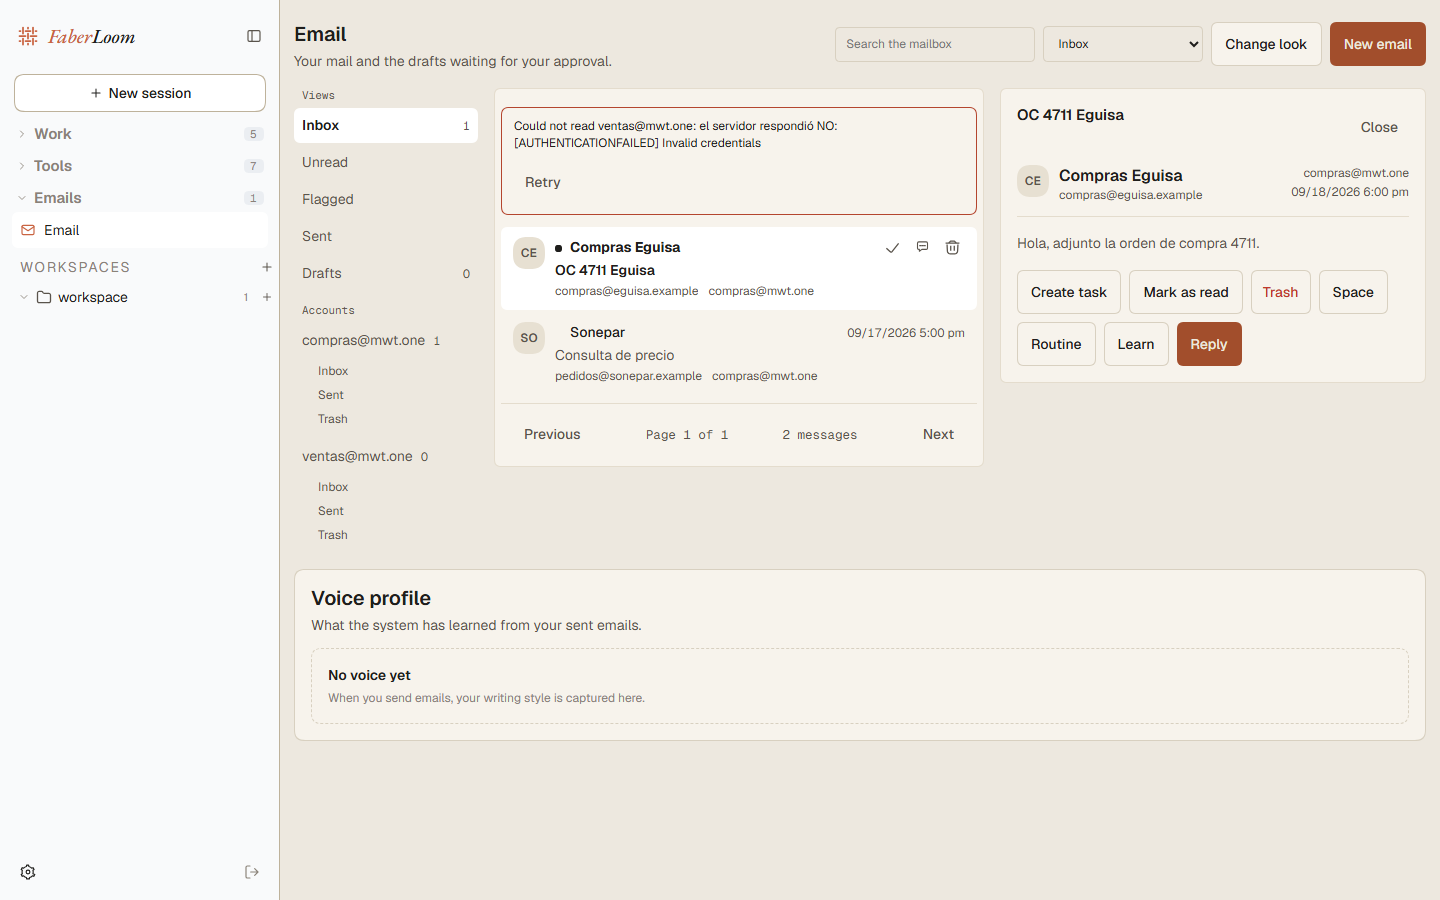 FaberLoom
+ New session
Work 5
Tools 7
Emails 1
Email
WORKSPACES +
workspace 1 +
Email
Your mail and the drafts waiting for your approval.
Search the mailbox
Inbox
Change look
New email
Views
Inbox 1
Unread
Flagged
Sent
Drafts 0
Accounts
compras@mwt.one 1
Inbox
Sent
Trash
ventas@mwt.one 0
Inbox
Sent
Trash
Could not read ventas@mwt.one: el servidor respondió NO:
[AUTHENTICATIONFAILED] Invalid credentials
Retry
CE Compras Eguisa
OC 4711 Eguisa
compras@eguisa.example compras@mwt.one
SO Sonepar 09/17/2026 5:00 pm
Consulta de precio
pedidos@sonepar.example compras@mwt.one
Previous Page 1 of 1 2 messages Next
OC 4711 Eguisa
Close
CE Compras Eguisa compras@mwt.one
compras@eguisa.example 09/18/2026 6:00 pm
Hola, adjunto la orden de compra 4711.
Create task Mark as read Trash Space
Routine Learn Reply
Voice profile
What the system has learned from your sent emails.
No voice yet
When you send emails, your writing style is captured here.